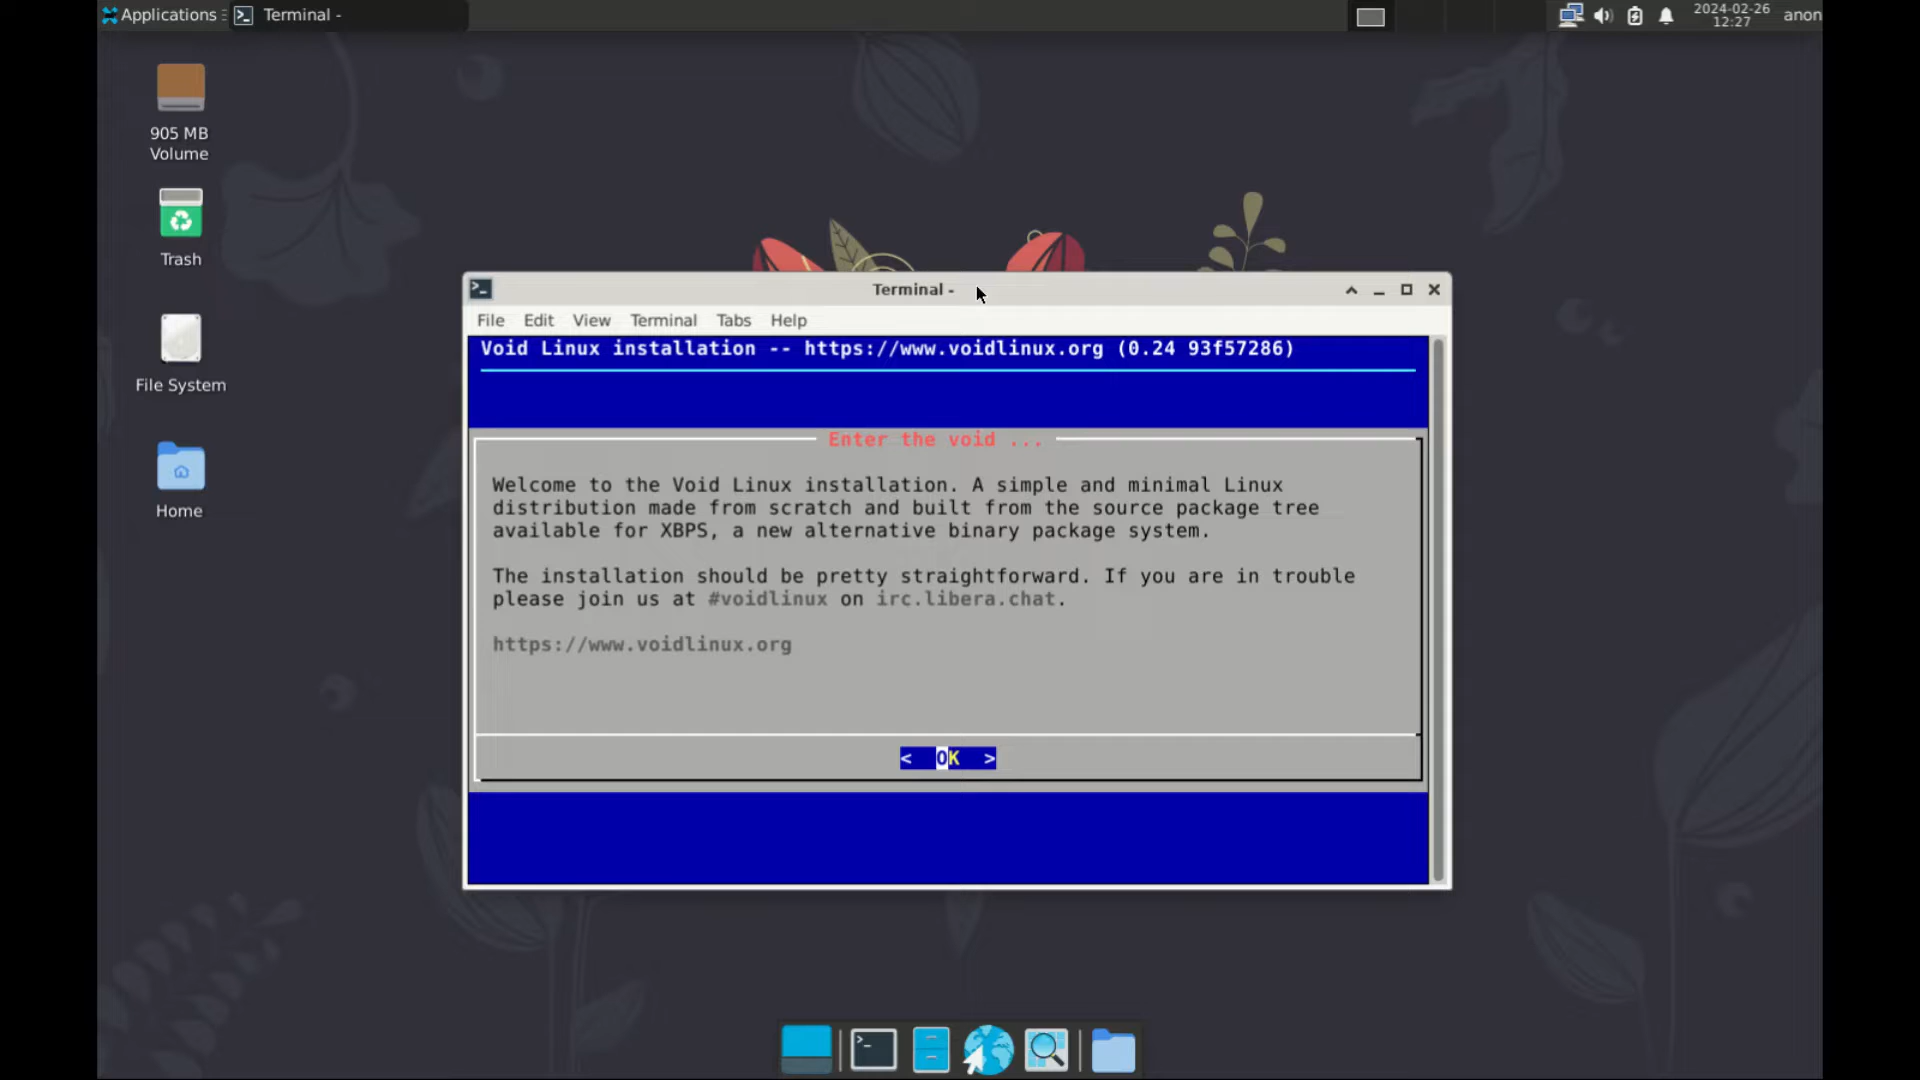 Applications
Terminal -
2024-02-26
12:27
anon
905 MB
Volume
Trash
File System
Home
Terminal -
File Edit View Terminal Tabs Help
Void Linux installation -- https://www.voidlinux.org (0.24 93f57286)
Enter the void ...
Welcome to the Void Linux installation. A simple and minimal Linux
distribution made from scratch and built from the source package tree
available for XBPS, a new alternative binary package system.
The installation should be pretty straightforward. If you are in trouble
please join us at #voidlinux on irc.libera.chat.
https://www.voidlinux.org
< OK >